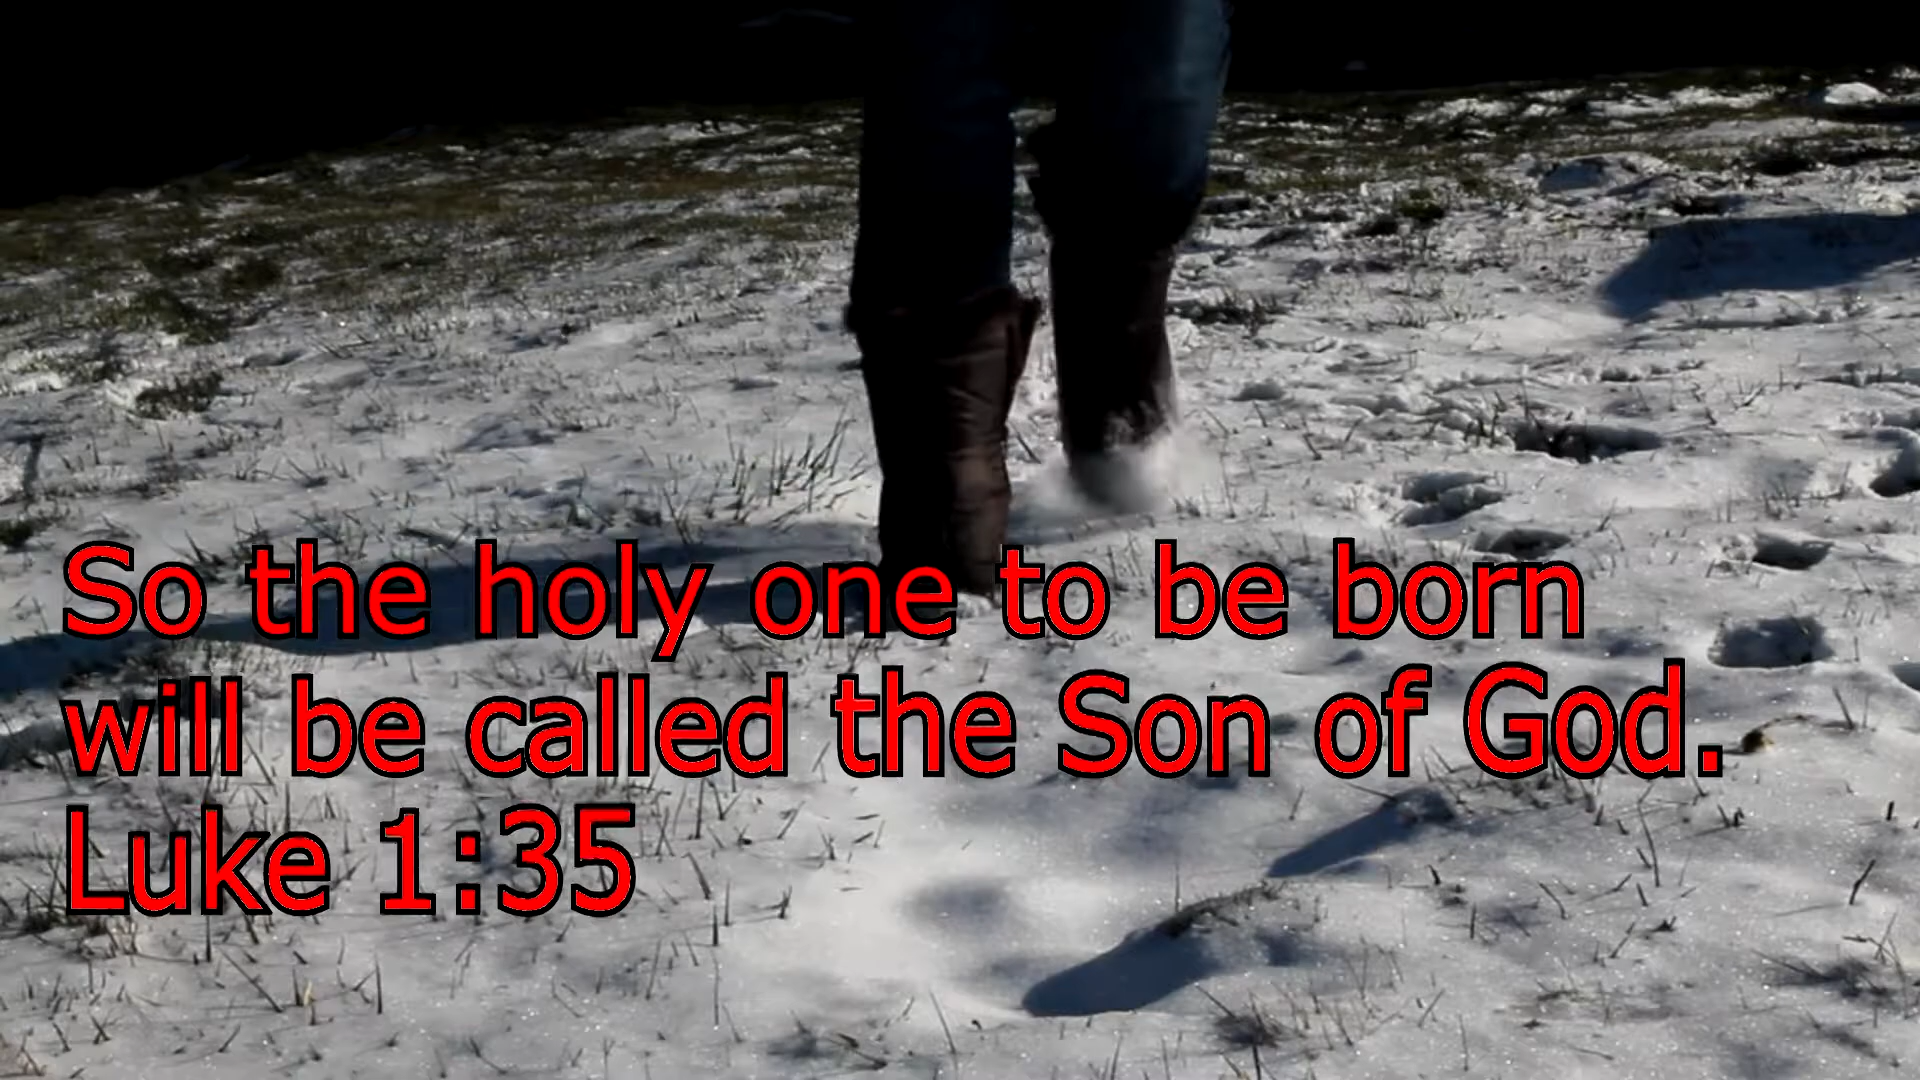 So the holy one to be born
will be called the Son of God.
Luke 1:35